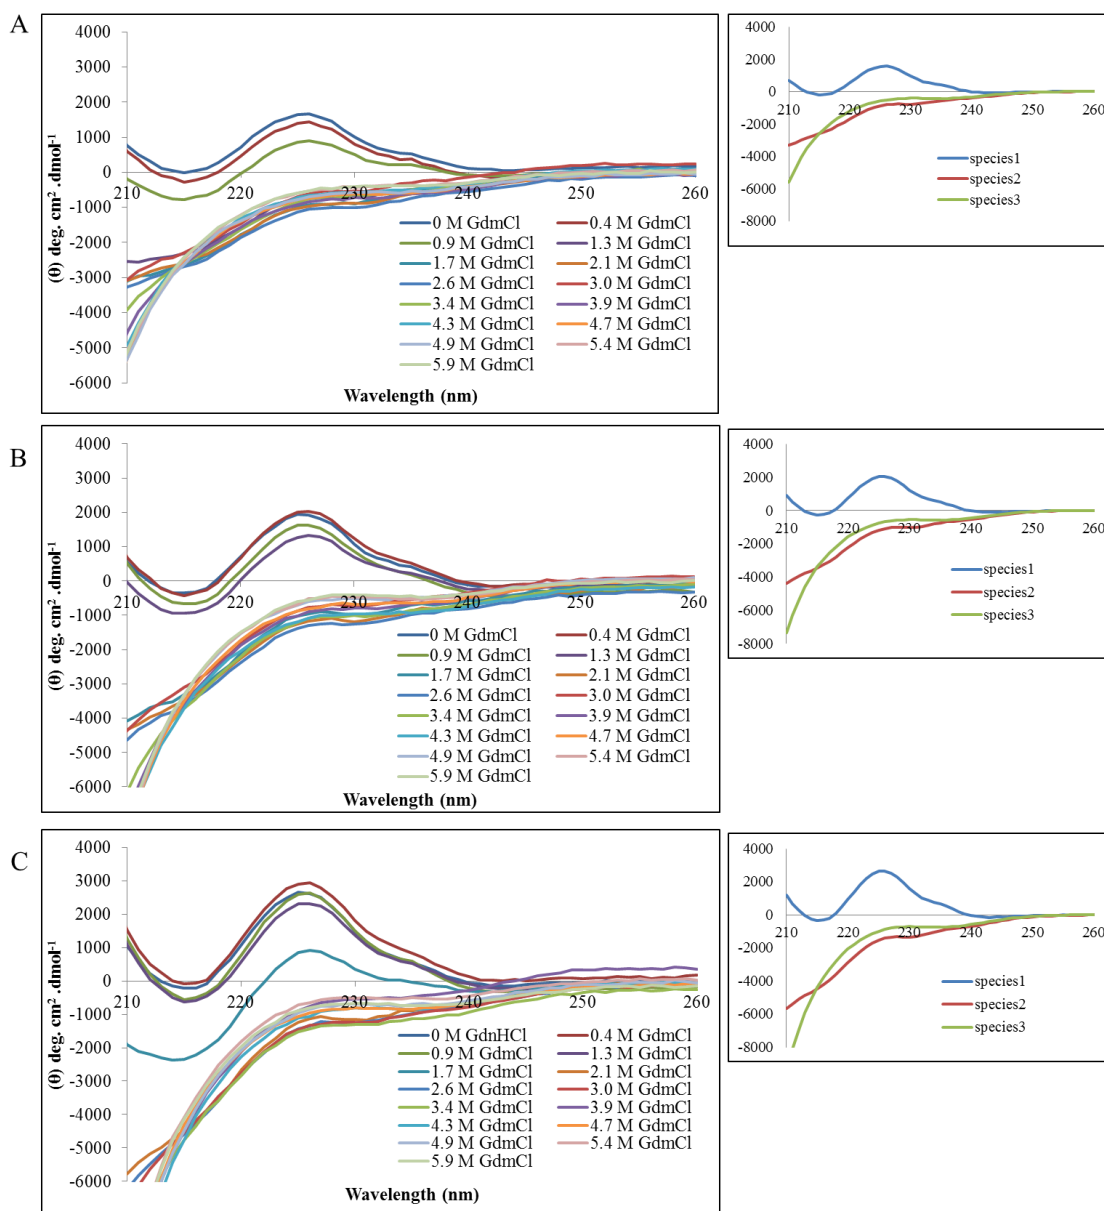 A
4000
3000
2000
1000
0
-1000
-2000
-3000
-4000
-5000
-6000
210 220 230 240 250 260
(θ) deg. cm² .dmol⁻¹
Wavelength (nm)
0 M GdmCl 0.4 M GdmCl
0.9 M GdmCl 1.3 M GdmCl
1.7 M GdmCl 2.1 M GdmCl
2.6 M GdmCl 3.0 M GdmCl
3.4 M GdmCl 3.9 M GdmCl
4.3 M GdmCl 4.7 M GdmCl
4.9 M GdmCl 5.4 M GdmCl
5.9 M GdmCl
4000
2000
0
-2000
-4000
-6000
-8000
210 220 230 240 250 260
species1
species2
species3
B
4000
3000
2000
1000
0
-1000
-2000
-3000
-4000
-5000
-6000
210 220 230 240 250 260
(θ) deg. cm² .dmol⁻¹
Wavelength (nm)
0 M GdmCl 0.4 M GdmCl
0.9 M GdmCl 1.3 M GdmCl
1.7 M GdmCl 2.1 M GdmCl
2.6 M GdmCl 3.0 M GdmCl
3.4 M GdmCl 3.9 M GdmCl
4.3 M GdmCl 4.7 M GdmCl
4.9 M GdmCl 5.4 M GdmCl
5.9 M GdmCl
4000
2000
0
-2000
-4000
-6000
-8000
210 220 230 240 250 260
species1
species2
species3
C
4000
3000
2000
1000
0
-1000
-2000
-3000
-4000
-5000
-6000
210 220 230 240 250 260
(θ) deg. cm² .dmol⁻¹
Wavelength (nm)
0 M GdnHCl 0.4 M GdmCl
0.9 M GdmCl 1.3 M GdmCl
1.7 M GdmCl 2.1 M GdmCl
2.6 M GdmCl 3.0 M GdmCl
3.4 M GdmCl 3.9 M GdmCl
4.3 M GdmCl 4.7 M GdmCl
4.9 M GdmCl 5.4 M GdmCl
5.9 M GdmCl
4000
2000
0
-2000
-4000
-6000
-8000
210 220 230 240 250 260
species1
species2
species3